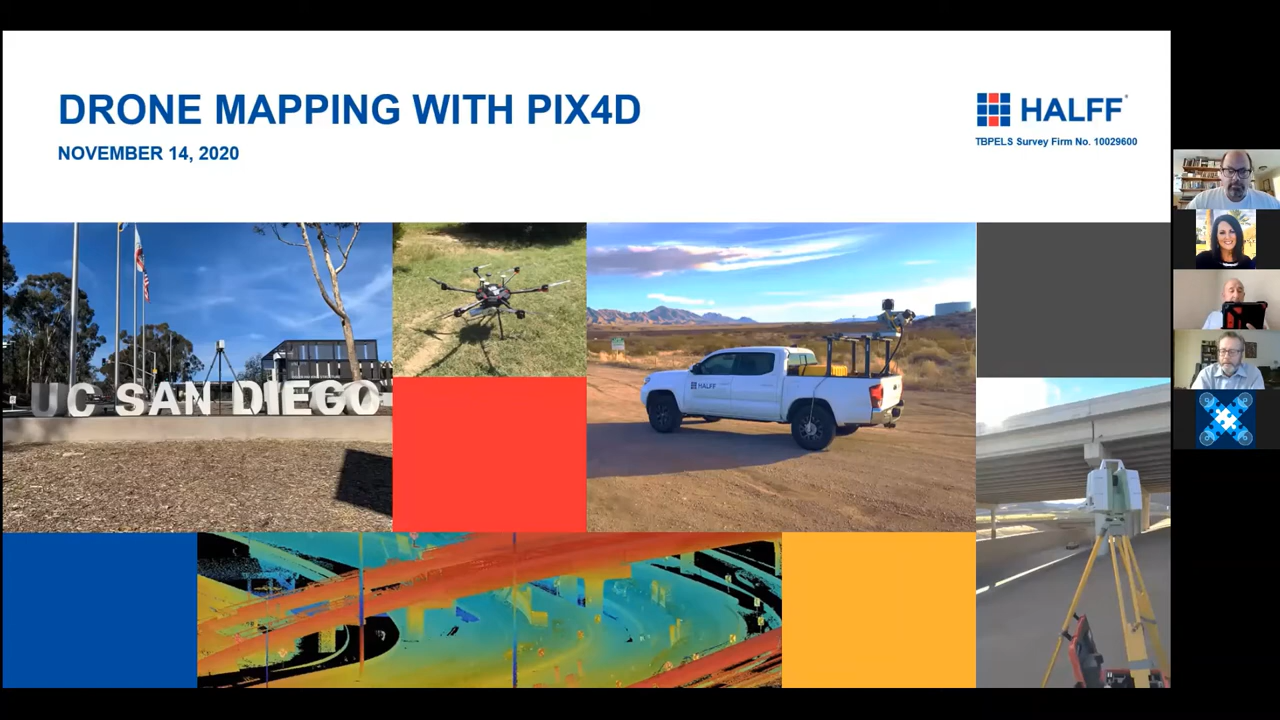 DRONE MAPPING WITH PIX4D
NOVEMBER 14, 2020
HALFF
TBPELS Survey Firm No. 10029600
UC SAN DIEGO
HALFF